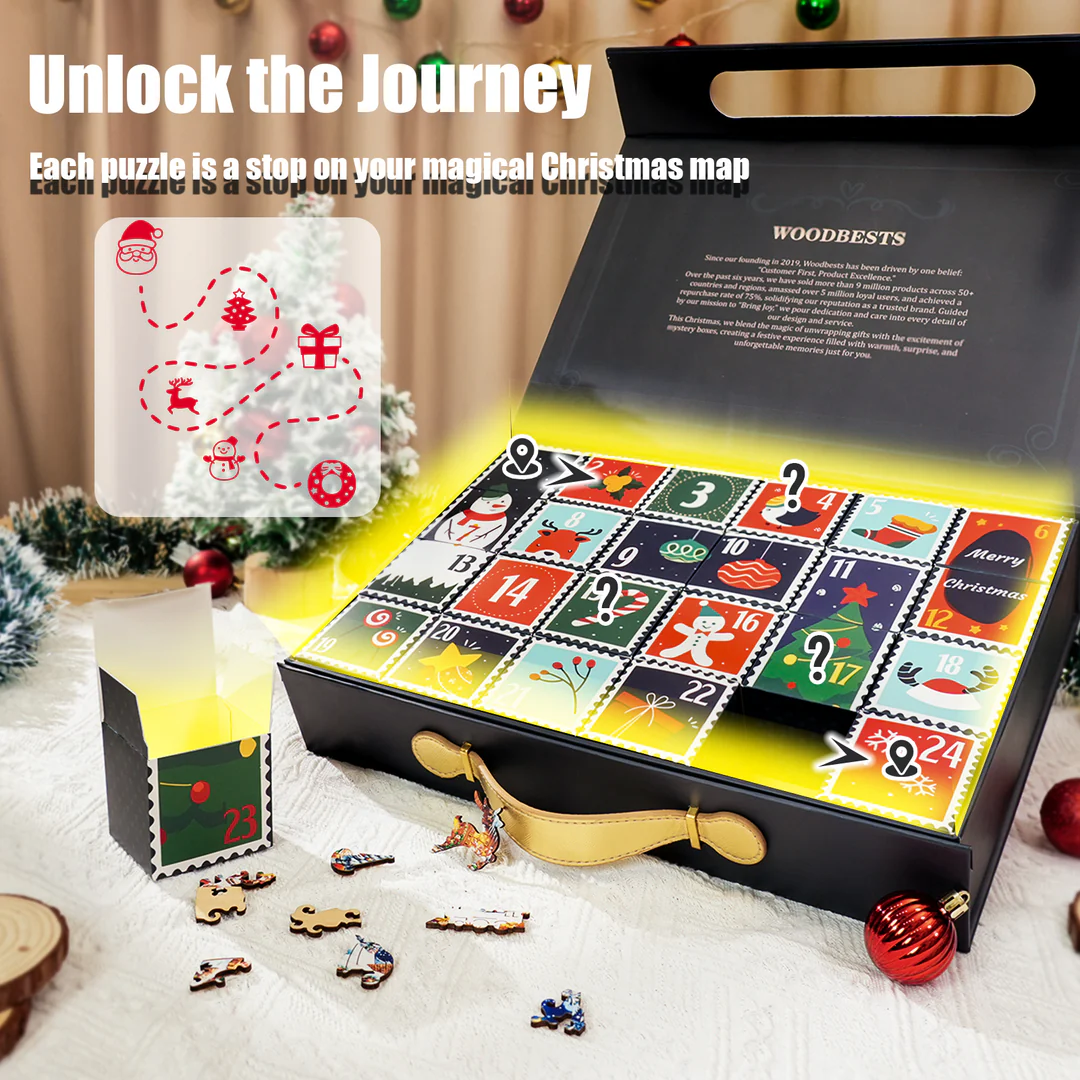 Unlock the Journey
Each puzzle is a stop on your magical Christmas map
WOODBESTS
Since our founding in 2019, Woodbests has been driven by one belief:
"Customer First, Product Excellence."
Over the past six years, we have sold more than 9 million products across 50+
countries and regions, amassed over 5 million loyal users, and achieved a
repurchase rate of 75%, solidifying our reputation as a trusted brand. Guided
by our mission to "Bring Joy," we pour dedication and care into every detail of
our design and service.
This Christmas, we blend the magic of unwrapping gifts with the excitement of
mystery boxes, creating a festive experience filled with warmth, surprise, and
unforgettable memories just for you.
2
3
? 4
5
6
Merry
Christmas
7
8
9
10
11
12
13
14
?
16
? 17
18
19
20
21
22
24
23